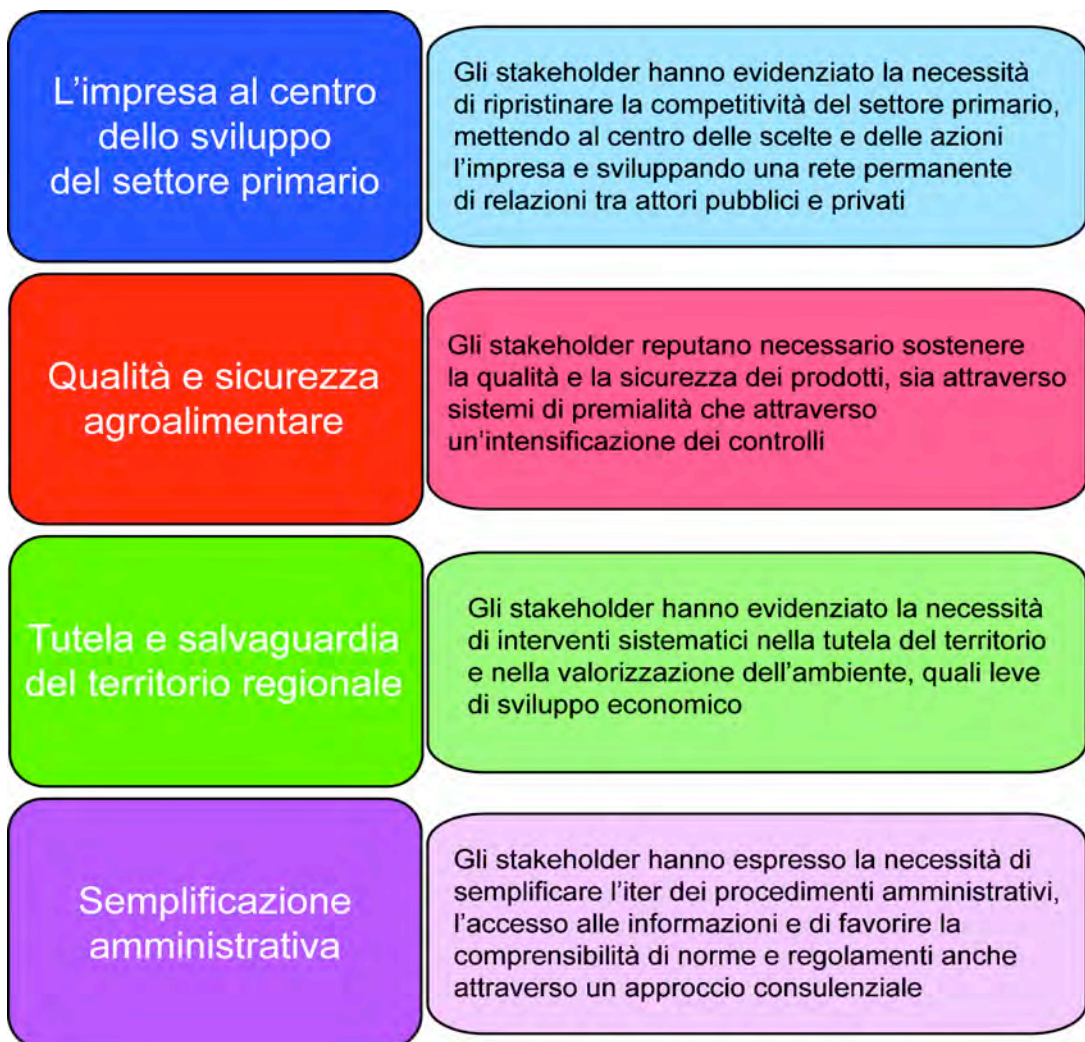 L’impresa al centro
dello sviluppo
del settore primario
Gli stakeholder hanno evidenziato la necessità
di ripristinare la competitività del settore primario,
mettendo al centro delle scelte e delle azioni
l’impresa e sviluppando una rete permanente
di relazioni tra attori pubblici e privati
Qualità e sicurezza
agroalimentare
Gli stakeholder reputano necessario sostenere
la qualità e la sicurezza dei prodotti, sia attraverso
sistemi di premialità che attraverso
un’intensificazione dei controlli
Tutela e salvaguardia
del territorio regionale
Gli stakeholder hanno evidenziato la necessità
di interventi sistematici nella tutela del territorio
e nella valorizzazione dell’ambiente, quali leve
di sviluppo economico
Semplificazione
amministrativa
Gli stakeholder hanno espresso la necessità di
semplificare l’iter dei procedimenti amministrativi,
l’accesso alle informazioni e di favorire la
comprensibilità di norme e regolamenti anche
attraverso un approccio consulenziale